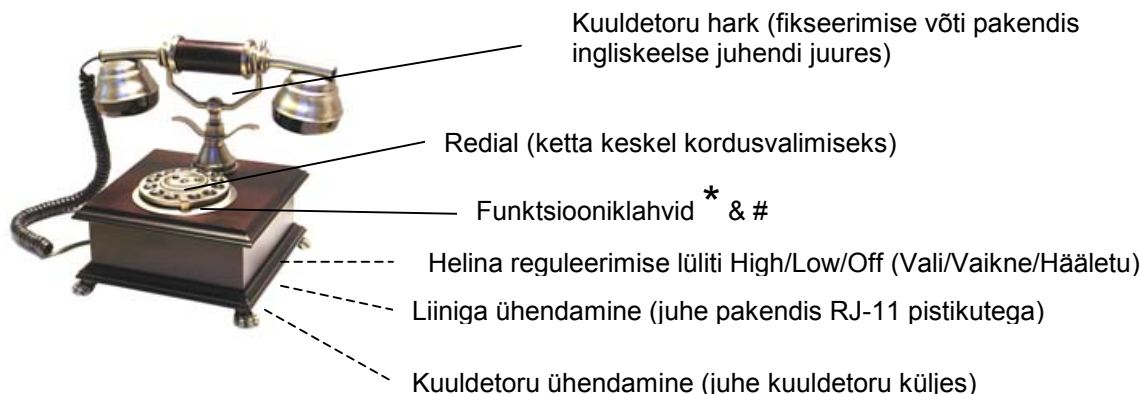 Kuuldetoru hark (fikseerimise võti pakendis
ingliskeelse juhendi juures)
Redial (ketta keskel kordusvalimiseks)
Funktsiooniklahvid * & #
Helina reguleerimise lüliti High/Low/Off (Vali/Vaikne/Hääletu)
Liiniga ühendamine (juhe pakendis RJ-11 pistikutega)
Kuuldetoru ühendamine (juhe kuuldetoru küljes)